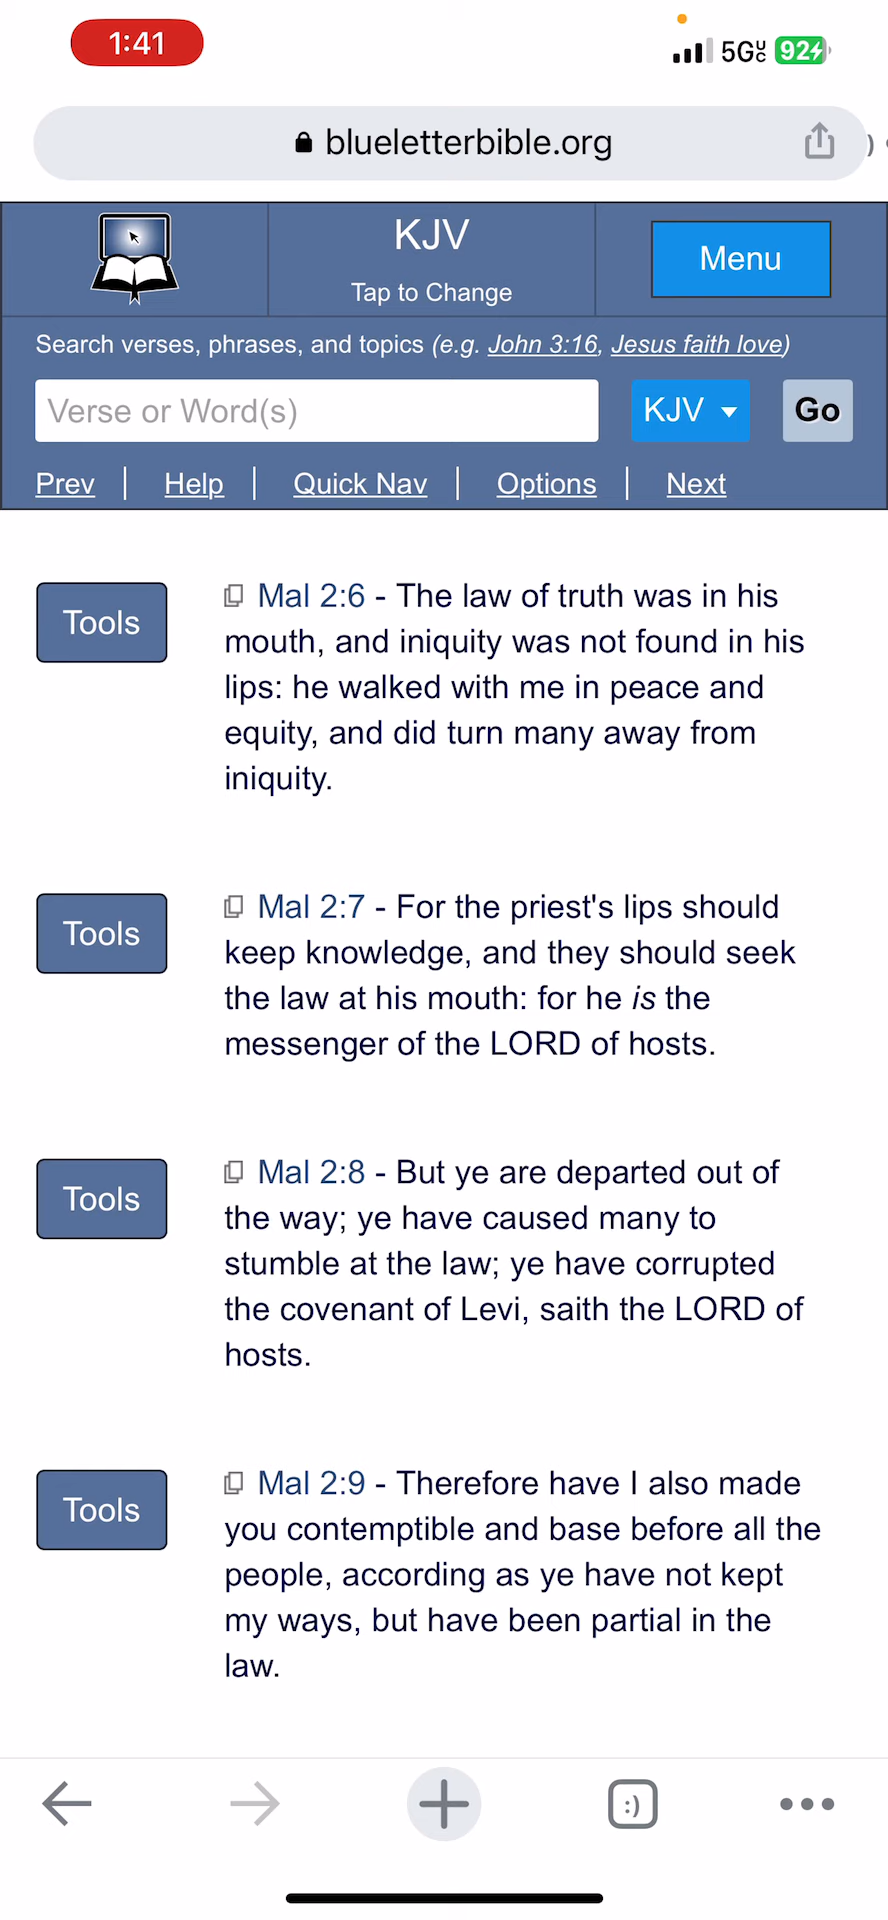 1:41
5G UC 92
blueletterbible.org
KJV
Tap to Change
Menu
Search verses, phrases, and topics (e.g. John 3:16, Jesus faith love)
Verse or Word(s)
KJV
Go
Prev | Help | Quick Nav | Options | Next
Tools
Mal 2:6 - The law of truth was in his
mouth, and iniquity was not found in his
lips: he walked with me in peace and
equity, and did turn many away from
iniquity.
Tools
Mal 2:7 - For the priest's lips should
keep knowledge, and they should seek
the law at his mouth: for he is the
messenger of the LORD of hosts.
Tools
Mal 2:8 - But ye are departed out of
the way; ye have caused many to
stumble at the law; ye have corrupted
the covenant of Levi, saith the LORD of
hosts.
Tools
Mal 2:9 - Therefore have I also made
you contemptible and base before all the
people, according as ye have not kept
my ways, but have been partial in the
law.
:)